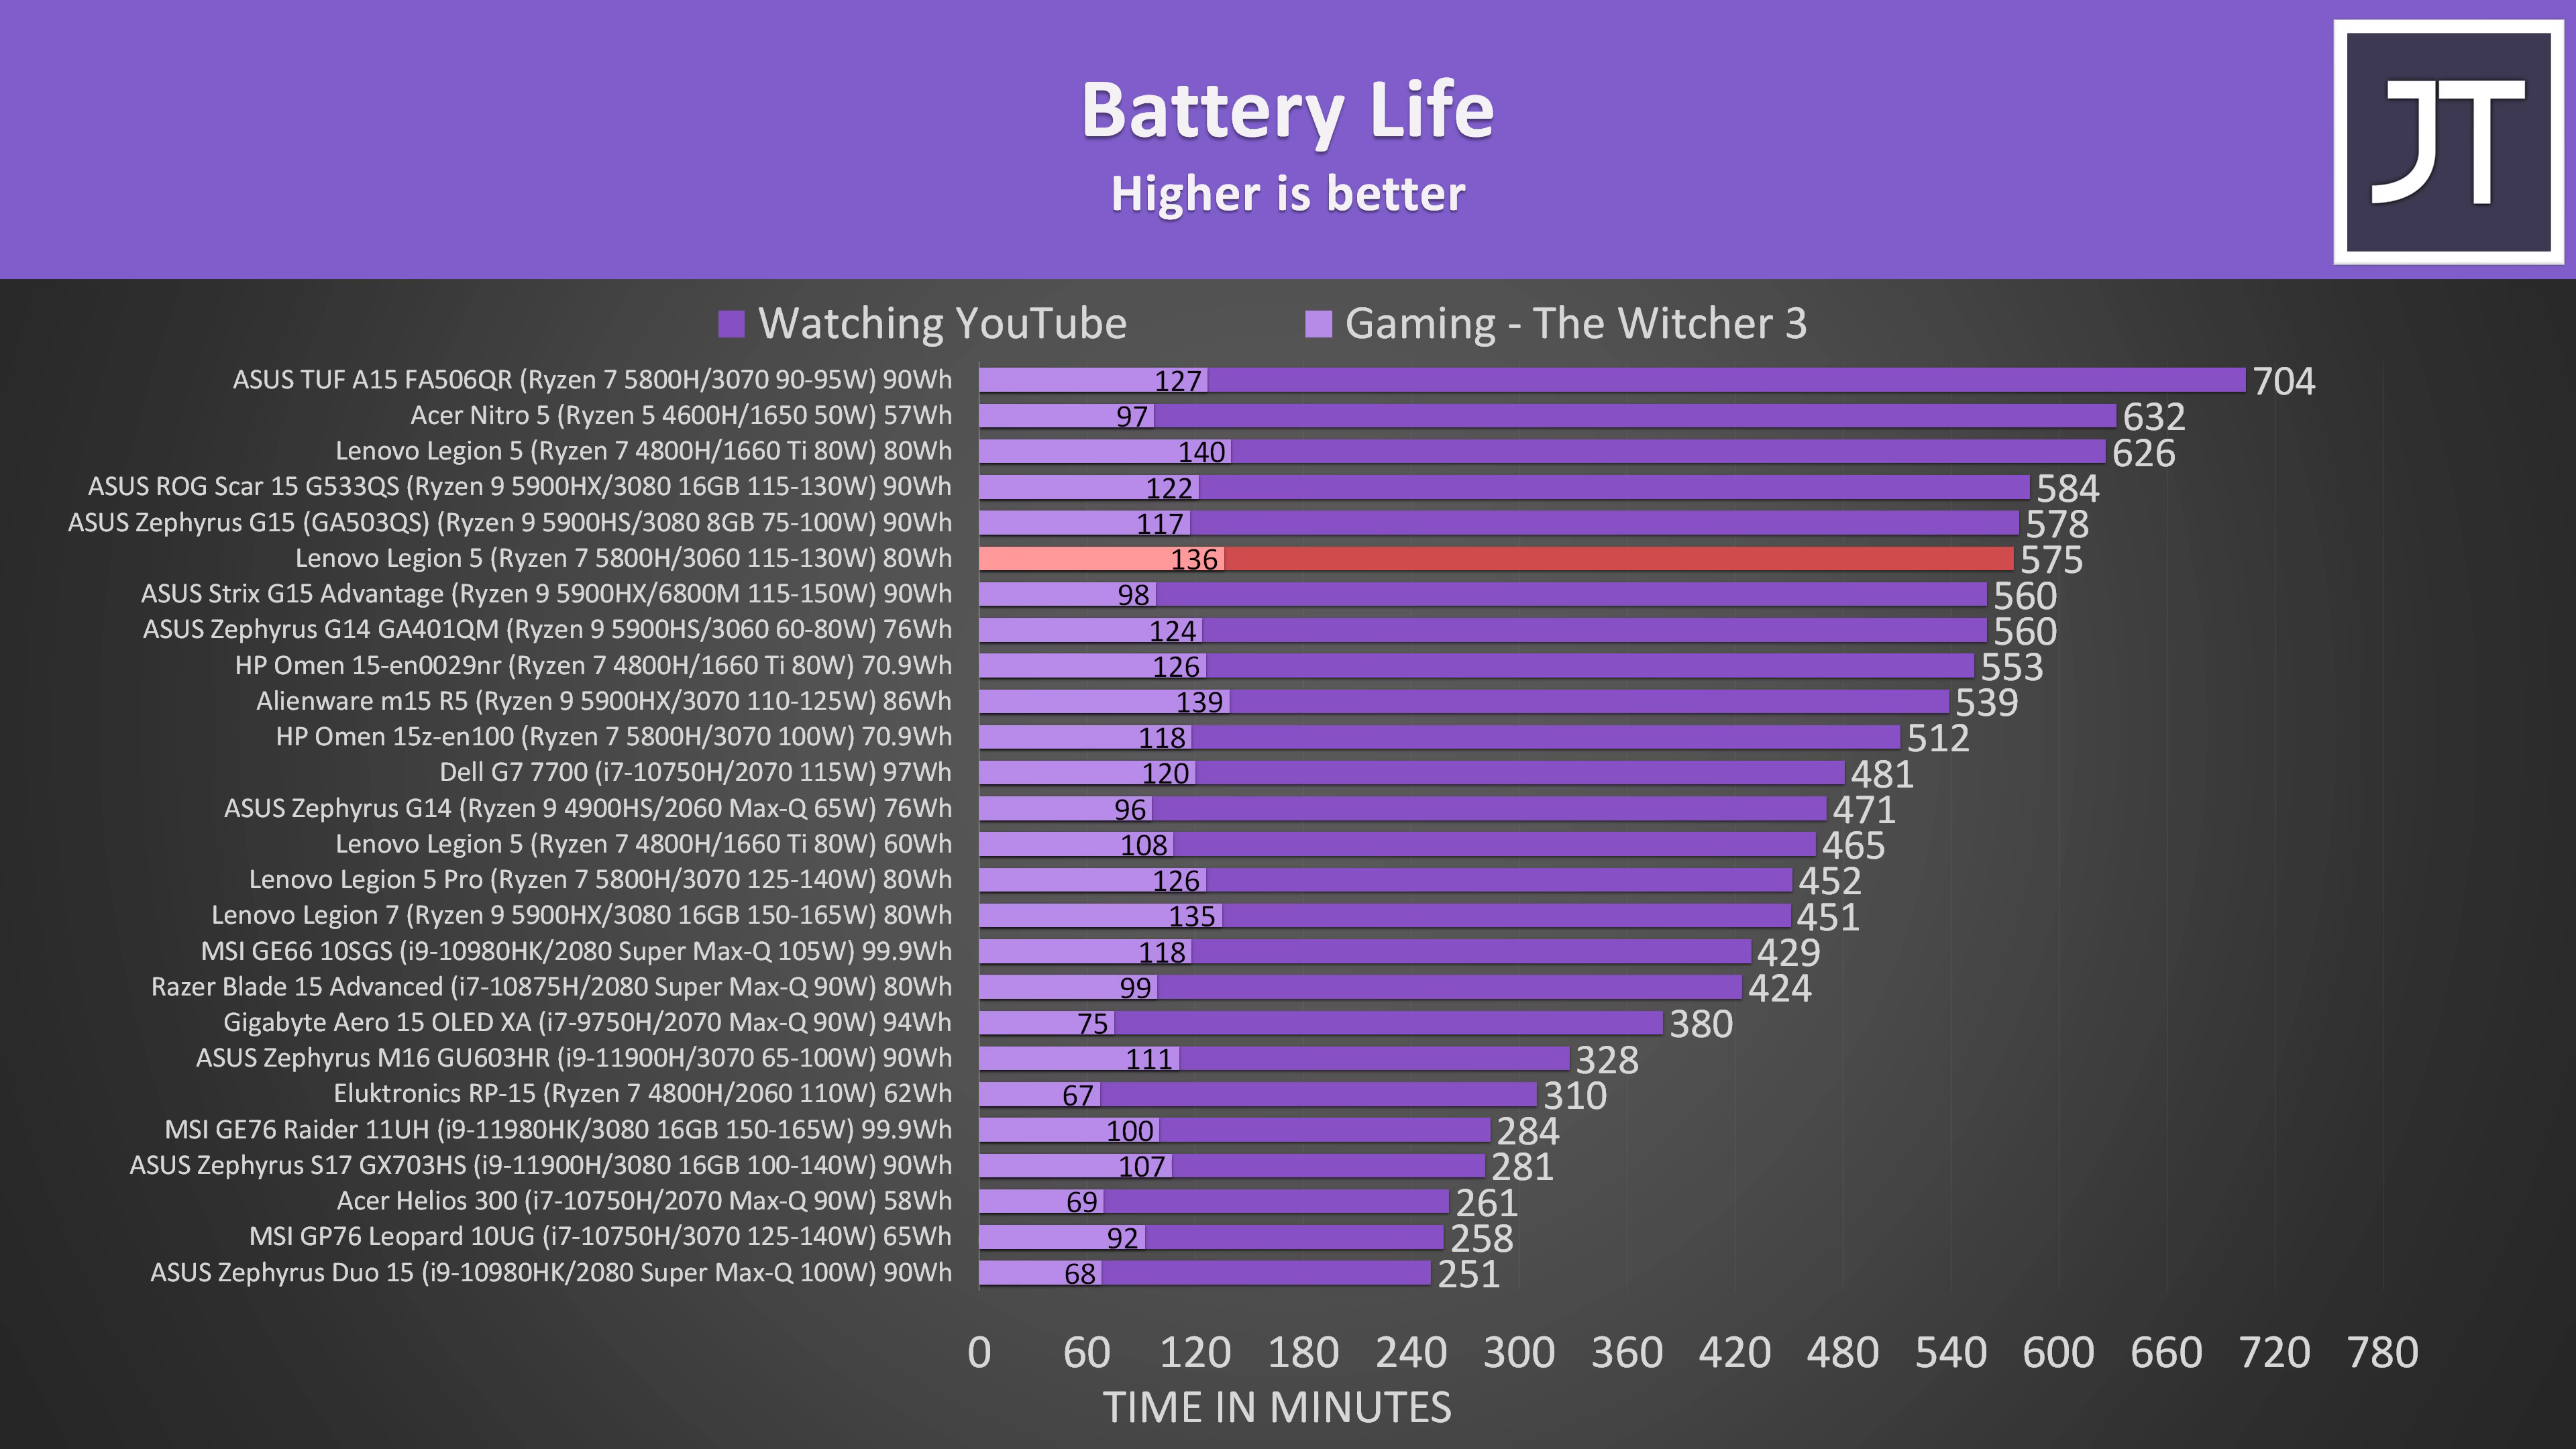 Battery Life
Higher is better
JT
Watching YouTube Gaming - The Witcher 3
ASUS TUF A15 FA506QR (Ryzen 7 5800H/3070 90-95W) 90Wh 127 704
Acer Nitro 5 (Ryzen 5 4600H/1650 50W) 57Wh 97 632
Lenovo Legion 5 (Ryzen 7 4800H/1660 Ti 80W) 80Wh 140 626
ASUS ROG Scar 15 G533QS (Ryzen 9 5900HX/3080 16GB 115-130W) 90Wh 122 584
ASUS Zephyrus G15 (GA503QS) (Ryzen 9 5900HS/3080 8GB 75-100W) 90Wh 117 578
Lenovo Legion 5 (Ryzen 7 5800H/3060 115-130W) 80Wh 136 575
ASUS Strix G15 Advantage (Ryzen 9 5900HX/6800M 115-150W) 90Wh 98 560
ASUS Zephyrus G14 GA401QM (Ryzen 9 5900HS/3060 60-80W) 76Wh 124 560
HP Omen 15-en0029nr (Ryzen 7 4800H/1660 Ti 80W) 70.9Wh 126 553
Alienware m15 R5 (Ryzen 9 5900HX/3070 110-125W) 86Wh 139 539
HP Omen 15z-en100 (Ryzen 7 5800H/3070 100W) 70.9Wh 118 512
Dell G7 7700 (i7-10750H/2070 115W) 97Wh 120 481
ASUS Zephyrus G14 (Ryzen 9 4900HS/2060 Max-Q 65W) 76Wh 96 471
Lenovo Legion 5 (Ryzen 7 4800H/1660 Ti 80W) 60Wh 108 465
Lenovo Legion 5 Pro (Ryzen 7 5800H/3070 125-140W) 80Wh 126 452
Lenovo Legion 7 (Ryzen 9 5900HX/3080 16GB 150-165W) 80Wh 135 451
MSI GE66 10SGS (i9-10980HK/2080 Super Max-Q 105W) 99.9Wh 118 429
Razer Blade 15 Advanced (i7-10875H/2080 Super Max-Q 90W) 80Wh 99 424
Gigabyte Aero 15 OLED XA (i7-9750H/2070 Max-Q 90W) 94Wh 75 380
ASUS Zephyrus M16 GU603HR (i9-11900H/3070 65-100W) 90Wh 111 328
Eluktronics RP-15 (Ryzen 7 4800H/2060 110W) 62Wh 67 310
MSI GE76 Raider 11UH (i9-11980HK/3080 16GB 150-165W) 99.9Wh 100 284
ASUS Zephyrus S17 GX703HS (i9-11900H/3080 16GB 100-140W) 90Wh 107 281
Acer Helios 300 (i7-10750H/2070 Max-Q 90W) 58Wh 69 261
MSI GP76 Leopard 10UG (i7-10750H/3070 125-140W) 65Wh 92 258
ASUS Zephyrus Duo 15 (i9-10980HK/2080 Super Max-Q 100W) 90Wh 68 251
0 60 120 180 240 300 360 420 480 540 600 660 720 780
TIME IN MINUTES